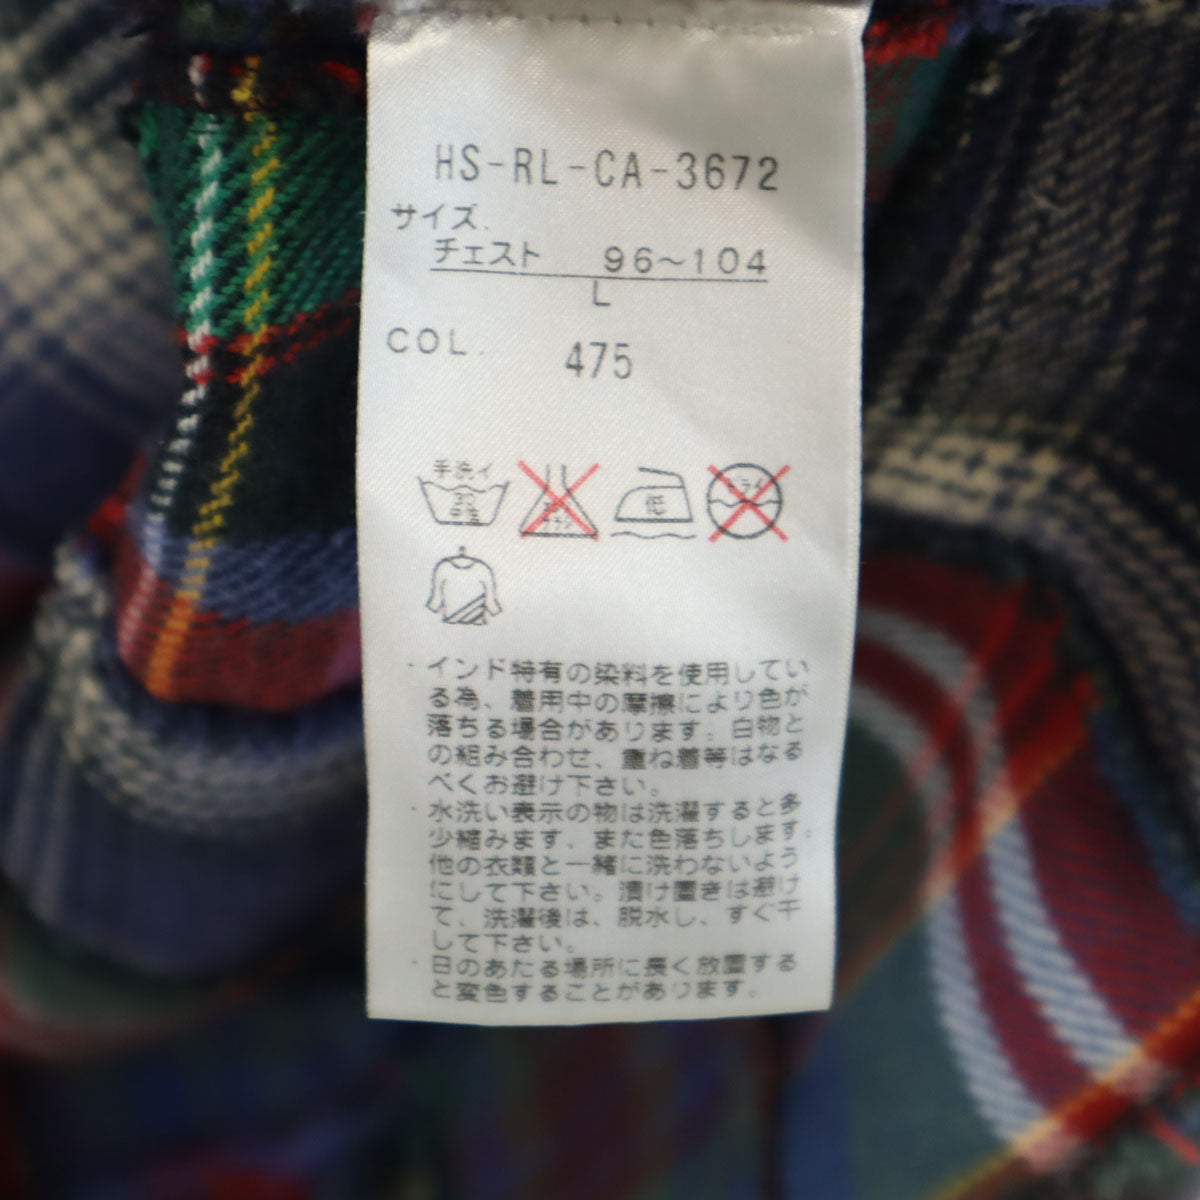 HS-RL-CA-3672
サイズ.
チェスト 96~104
L
COL. 475
手洗イ
30
低 ドライ
・インド特有の染料を使用してい
る為、着用中の摩擦により色が
落ちる場合があります。白物と
の組み合わせ、重ね着等はなる
べくお避け下さい。
・水洗い表示の物は洗濯すると多
少縮みます、また色落ちします。
他の衣類と一緒に洗わないよう
にして下さい。漬け置きは避け
て、洗濯後は、脱水し、すぐ干
して下さい。
・日のあたる場所に長く放置する
と変色することがあります。